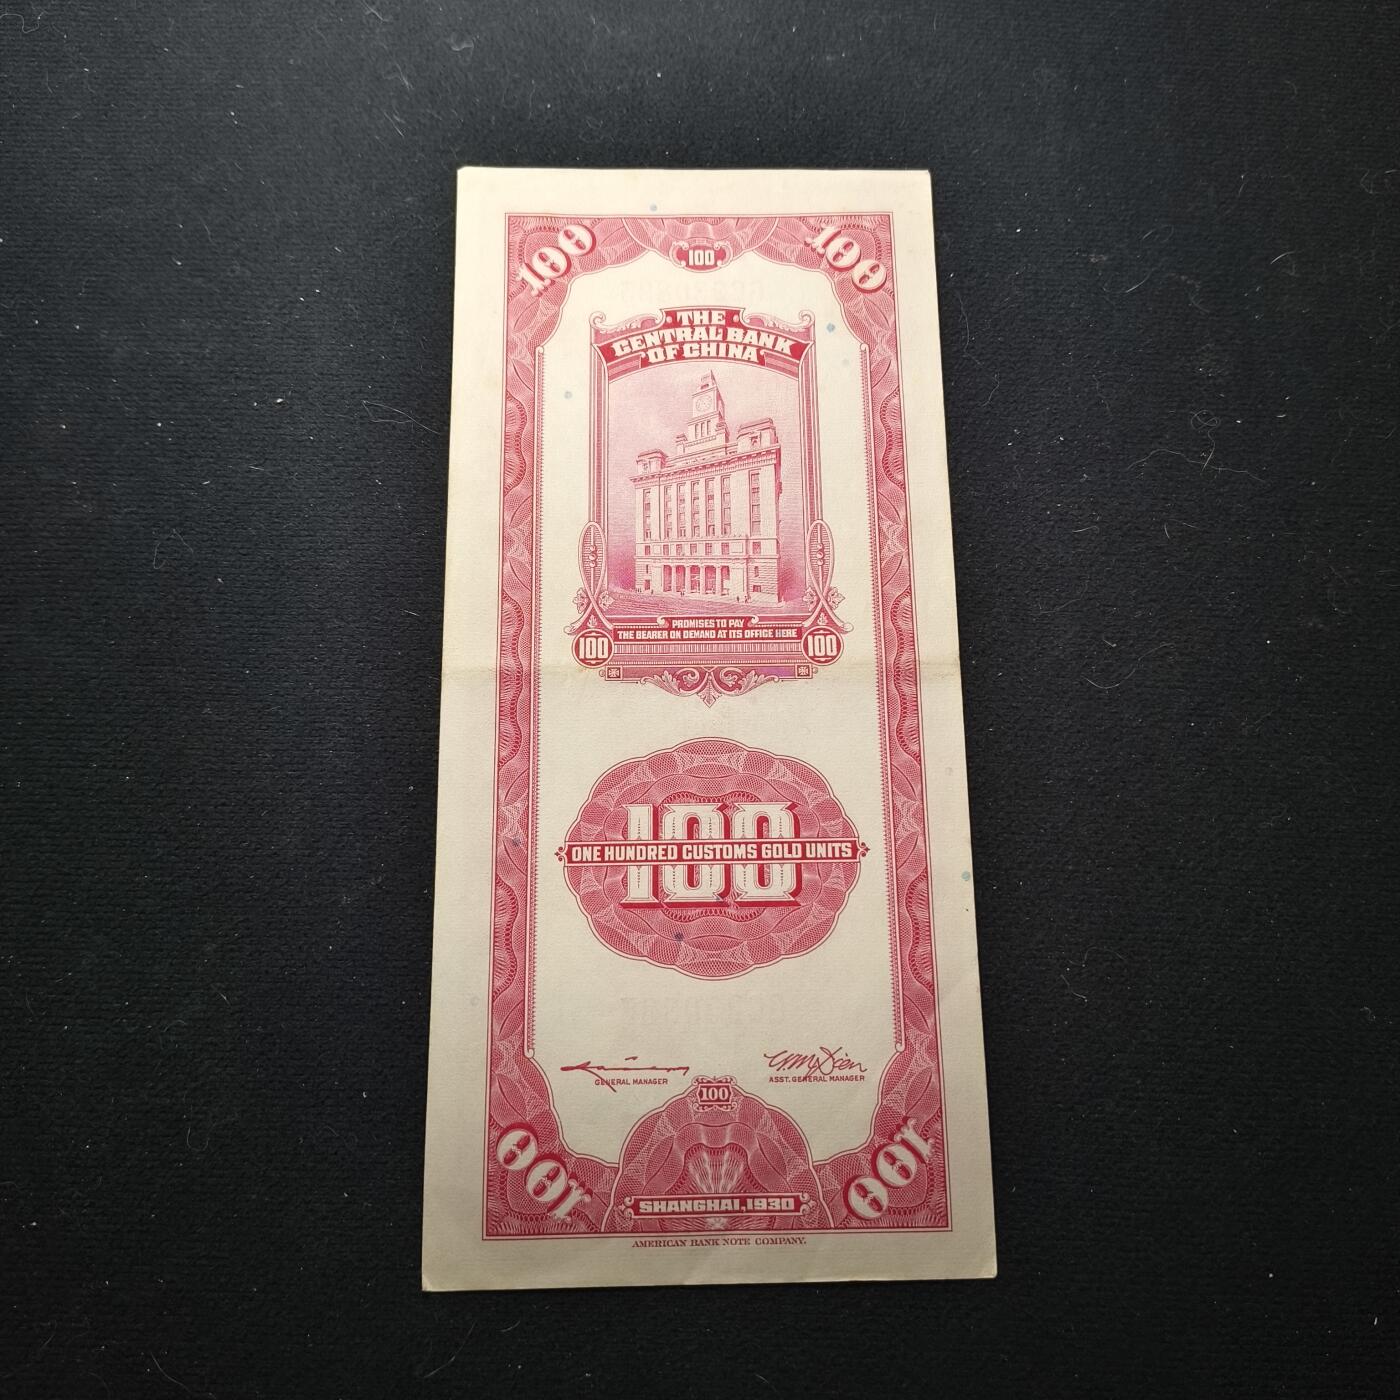 100 100
100
THE
CENTRAL BANK
OF CHINA
PROMISES TO PAY
THE BEARER ON DEMAND AT ITS OFFICE HERE
100 100
100
ONE HUNDRED CUSTOMS GOLD UNITS
GENERAL MANAGER
ASST. GENERAL MANAGER
100
100 100
SHANGHAI, 1930
AMERICAN BANK NOTE COMPANY.